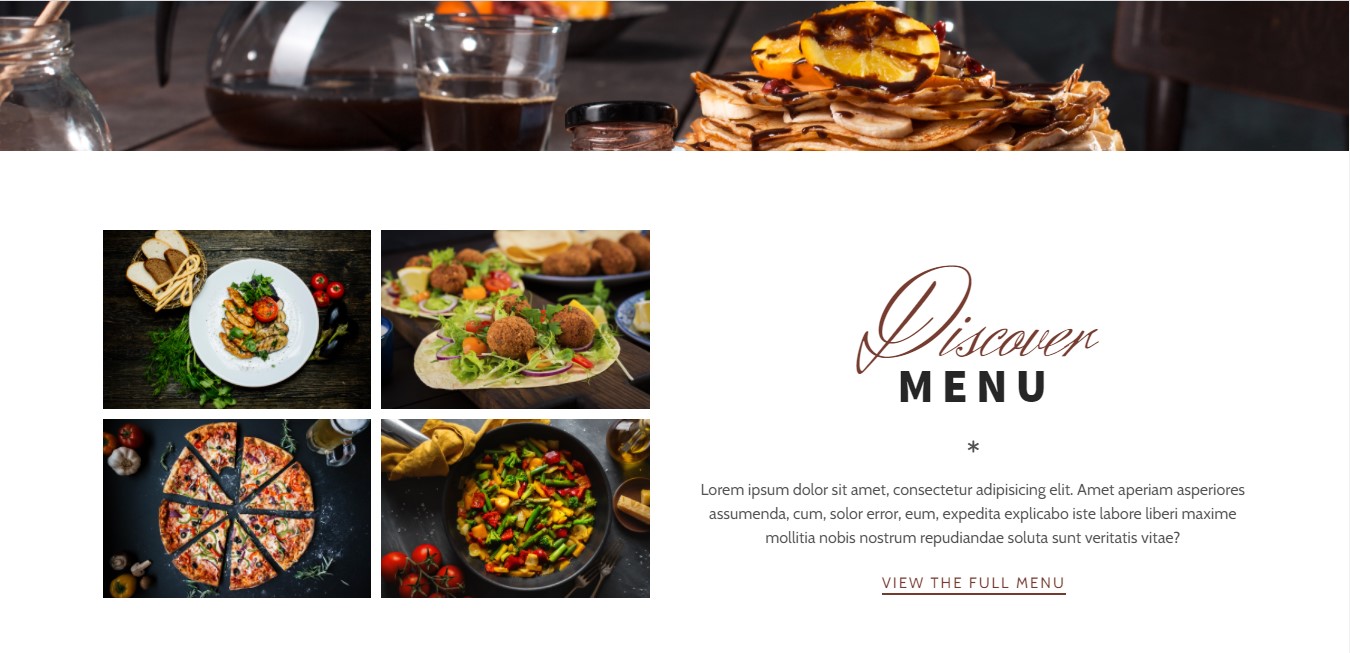 Discover
MENU
*
Lorem ipsum dolor sit amet, consectetur adipisicing elit. Amet aperiam asperiores
assumenda, cum, solor error, eum, expedita explicabo iste labore liberi maxime
mollitia nobis nostrum repudiandae soluta sunt veritatis vitae?
VIEW THE FULL MENU